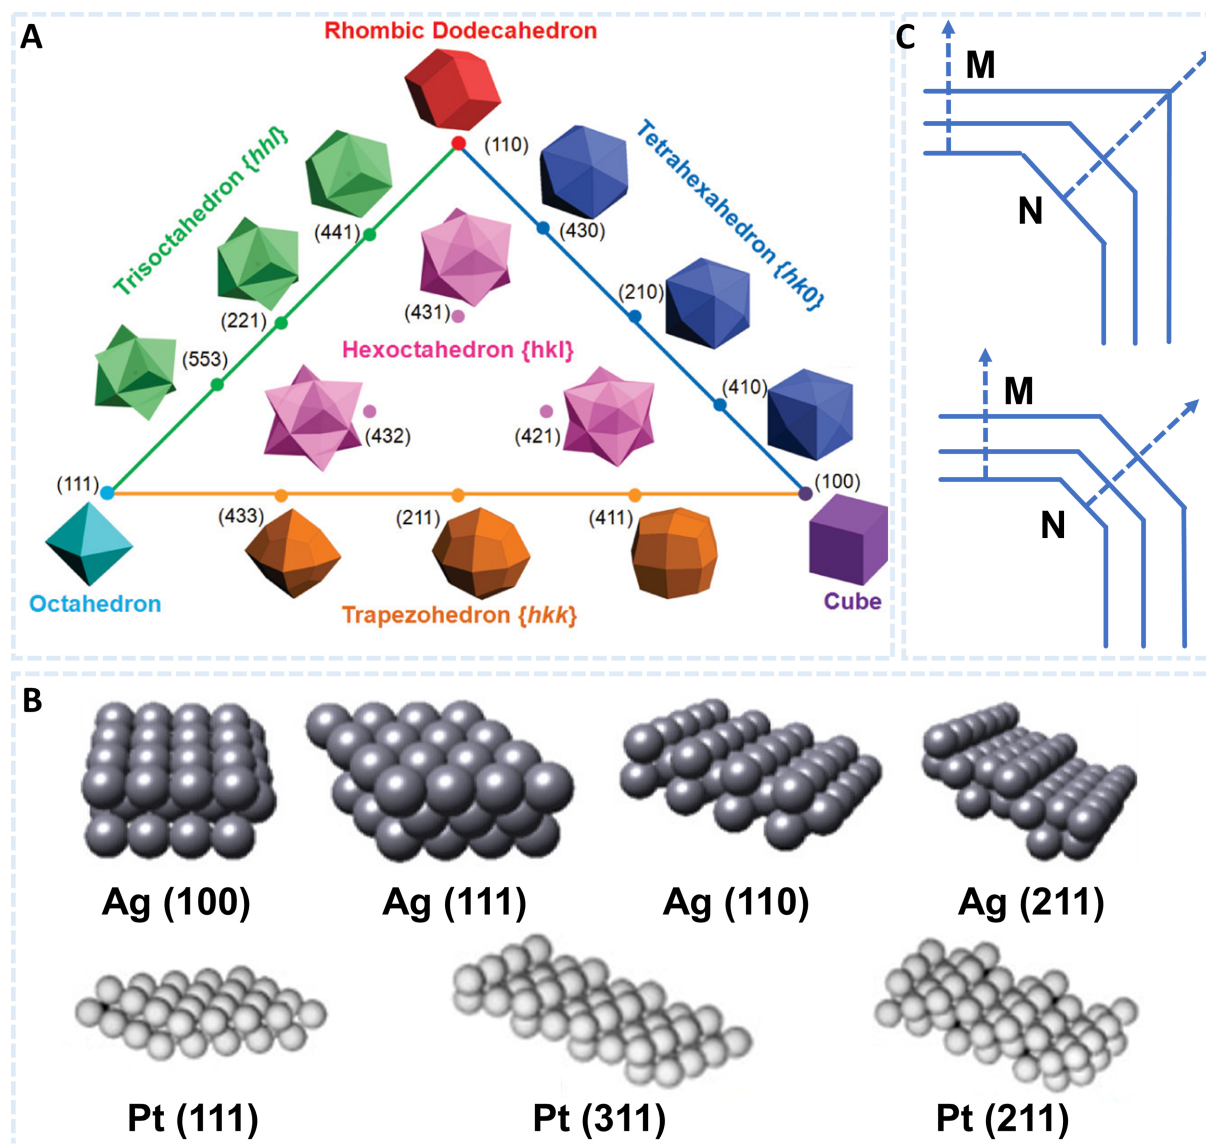 A
Rhombic Dodecahedron
(110)
Trisoctahedron {hhl}
Tetrahexahedron {hk0}
(441)
(430)
(221)
(431)
(210)
Hexoctahedron {hkl}
(553)
(410)
(432)
(421)
(111)
(100)
(433)
(211)
(411)
Octahedron
Trapezohedron {hkk}
Cube
C
M
N
M
N
B
Ag (100)
Ag (111)
Ag (110)
Ag (211)
Pt (111)
Pt (311)
Pt (211)